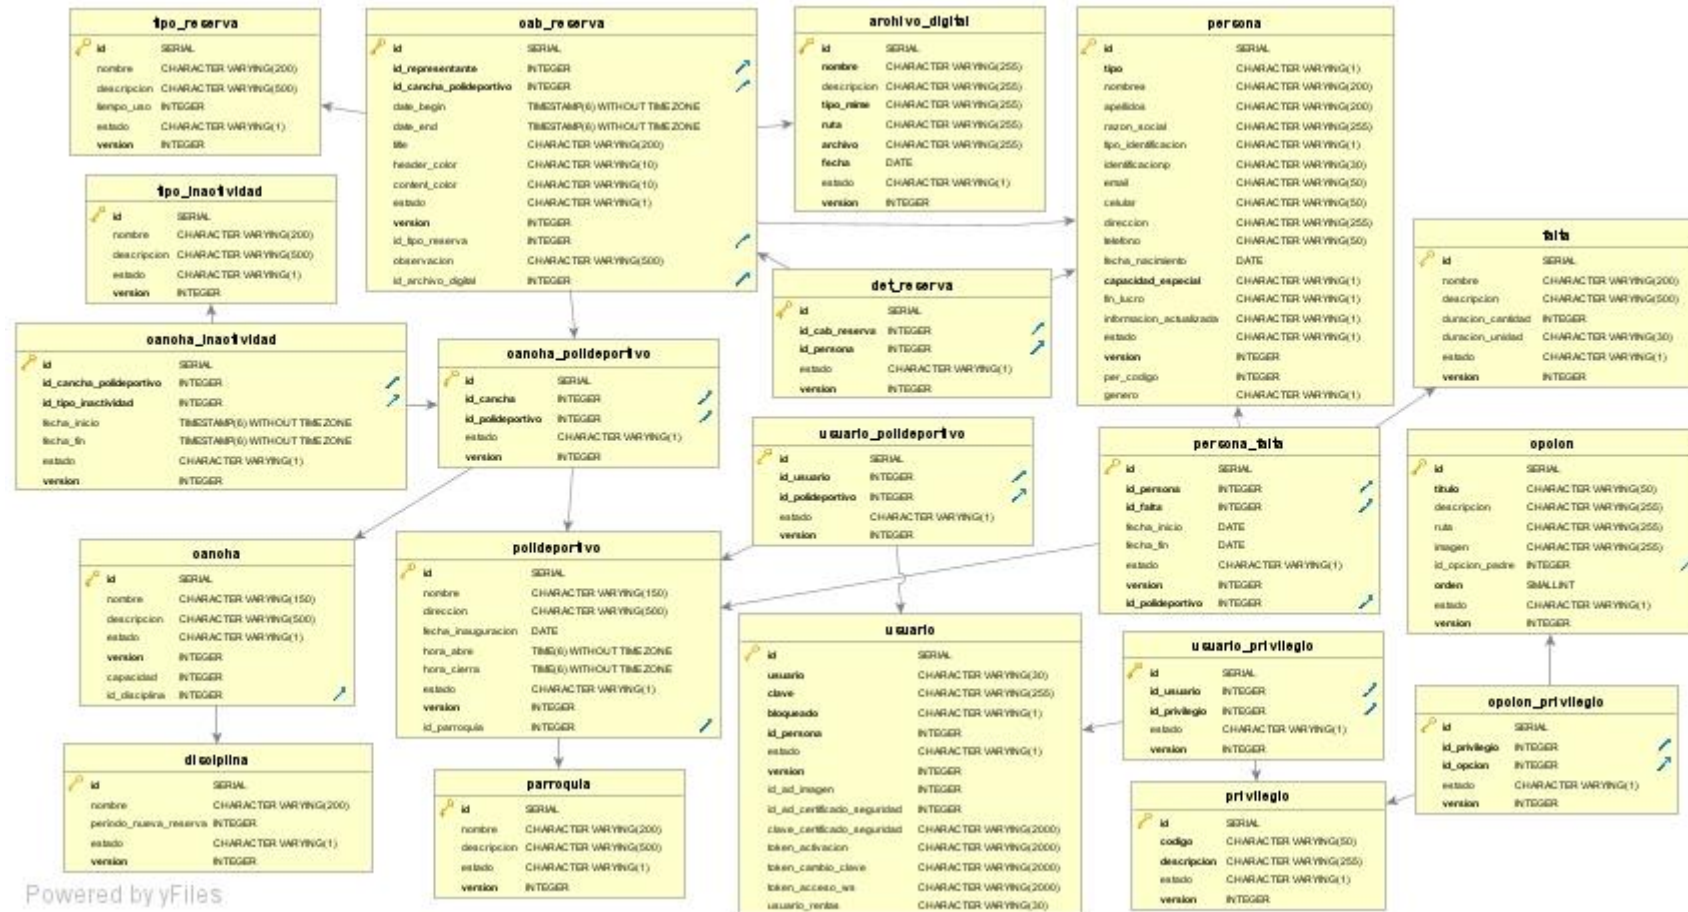 tipo_reserva
id SERIAL
nombre CHARACTER VARYING(200)
descripcion CHARACTER VARYING(500)
tiempo_uso INTEGER
estado CHARACTER VARYING(1)
version INTEGER
cab_reserva
id SERIAL
id_representante INTEGER
id_cancha_polideportivo INTEGER
date_begin TIMESTAMP(6) WITHOUT TIME ZONE
date_end TIMESTAMP(6) WITHOUT TIME ZONE
title CHARACTER VARYING(200)
header_color CHARACTER VARYING(10)
content_color CHARACTER VARYING(10)
estado CHARACTER VARYING(1)
version INTEGER
id_tipo_reserva INTEGER
observacion CHARACTER VARYING(500)
id_archivo_digital INTEGER
archivo_digital
id SERIAL
nombre CHARACTER VARYING(255)
descripcion CHARACTER VARYING(255)
tipo_mime CHARACTER VARYING(255)
ruta CHARACTER VARYING(255)
archivo CHARACTER VARYING(255)
fecha DATE
estado CHARACTER VARYING(1)
version INTEGER
persona
id SERIAL
tipo CHARACTER VARYING(1)
nombres CHARACTER VARYING(200)
apellidos CHARACTER VARYING(200)
razon_social CHARACTER VARYING(255)
tipo_identificacion CHARACTER VARYING(1)
identificacionp CHARACTER VARYING(30)
email CHARACTER VARYING(50)
celular CHARACTER VARYING(50)
direccion CHARACTER VARYING(255)
telefono CHARACTER VARYING(50)
fecha_nacimiento DATE
capacidad_especial CHARACTER VARYING(1)
fin_lucro CHARACTER VARYING(1)
informacion_actualizada CHARACTER VARYING(1)
estado CHARACTER VARYING(1)
version INTEGER
per_codigo INTEGER
genero CHARACTER VARYING(1)
tipo_inactividad
id SERIAL
nombre CHARACTER VARYING(200)
descripcion CHARACTER VARYING(500)
estado CHARACTER VARYING(1)
version INTEGER
falta
id SERIAL
nombre CHARACTER VARYING(200)
descripcion CHARACTER VARYING(500)
duracion_cantidad INTEGER
duracion_unidad CHARACTER VARYING(30)
estado CHARACTER VARYING(1)
version INTEGER
det_reserva
id SERIAL
id_cab_reserva INTEGER
id_persona INTEGER
estado CHARACTER VARYING(1)
version INTEGER
cancha_inactividad
id SERIAL
id_cancha_polideportivo INTEGER
id_tipo_inactividad INTEGER
fecha_inicio TIMESTAMP(6) WITHOUT TIME ZONE
fecha_fin TIMESTAMP(6) WITHOUT TIME ZONE
estado CHARACTER VARYING(1)
version INTEGER
cancha_polideportivo
id SERIAL
id_cancha INTEGER
id_polideportivo INTEGER
estado CHARACTER VARYING(1)
version INTEGER
usuario_polideportivo
id SERIAL
id_usuario INTEGER
id_polideportivo INTEGER
estado CHARACTER VARYING(1)
version INTEGER
persona_falta
id SERIAL
id_persona INTEGER
id_falta INTEGER
fecha_inicio DATE
fecha_fin DATE
estado CHARACTER VARYING(1)
version INTEGER
id_polideportivo INTEGER
opcion
id SERIAL
titulo CHARACTER VARYING(50)
descripcion CHARACTER VARYING(255)
ruta CHARACTER VARYING(255)
imagen CHARACTER VARYING(255)
id_opcion_padre INTEGER
orden SMALLINT
estado CHARACTER VARYING(1)
version INTEGER
cancha
id SERIAL
nombre CHARACTER VARYING(150)
descripcion CHARACTER VARYING(500)
estado CHARACTER VARYING(1)
version INTEGER
capacidad INTEGER
id_disciplina INTEGER
polideportivo
id SERIAL
nombre CHARACTER VARYING(150)
direccion CHARACTER VARYING(500)
fecha_inauguracion DATE
hora_abre TIME(6) WITHOUT TIME ZONE
hora_cierra TIME(6) WITHOUT TIME ZONE
estado CHARACTER VARYING(1)
version INTEGER
id_parroquia INTEGER
usuario
id SERIAL
usuario CHARACTER VARYING(30)
clave CHARACTER VARYING(255)
bloqueado CHARACTER VARYING(1)
id_persona INTEGER
estado CHARACTER VARYING(1)
version INTEGER
id_ad_imagen INTEGER
id_ad_certificado_seguridad INTEGER
clave_certificado_seguridad CHARACTER VARYING(2000)
token_activacion CHARACTER VARYING(2000)
token_cambio_clave CHARACTER VARYING(2000)
token_acceso_ws CHARACTER VARYING(2000)
usuario_rentas CHARACTER VARYING(30)
usuario_privilegio
id SERIAL
id_usuario INTEGER
id_privilegio INTEGER
estado CHARACTER VARYING(1)
version INTEGER
opcion_privilegio
id SERIAL
id_privilegio INTEGER
id_opcion INTEGER
estado CHARACTER VARYING(1)
version INTEGER
disciplina
id SERIAL
nombre CHARACTER VARYING(200)
periodo_nueva_reserva INTEGER
estado CHARACTER VARYING(1)
version INTEGER
parroquia
id SERIAL
nombre CHARACTER VARYING(200)
descripcion CHARACTER VARYING(500)
estado CHARACTER VARYING(1)
version INTEGER
privilegio
id SERIAL
codigo CHARACTER VARYING(50)
descripcion CHARACTER VARYING(255)
estado CHARACTER VARYING(1)
version INTEGER
Powered by yFiles